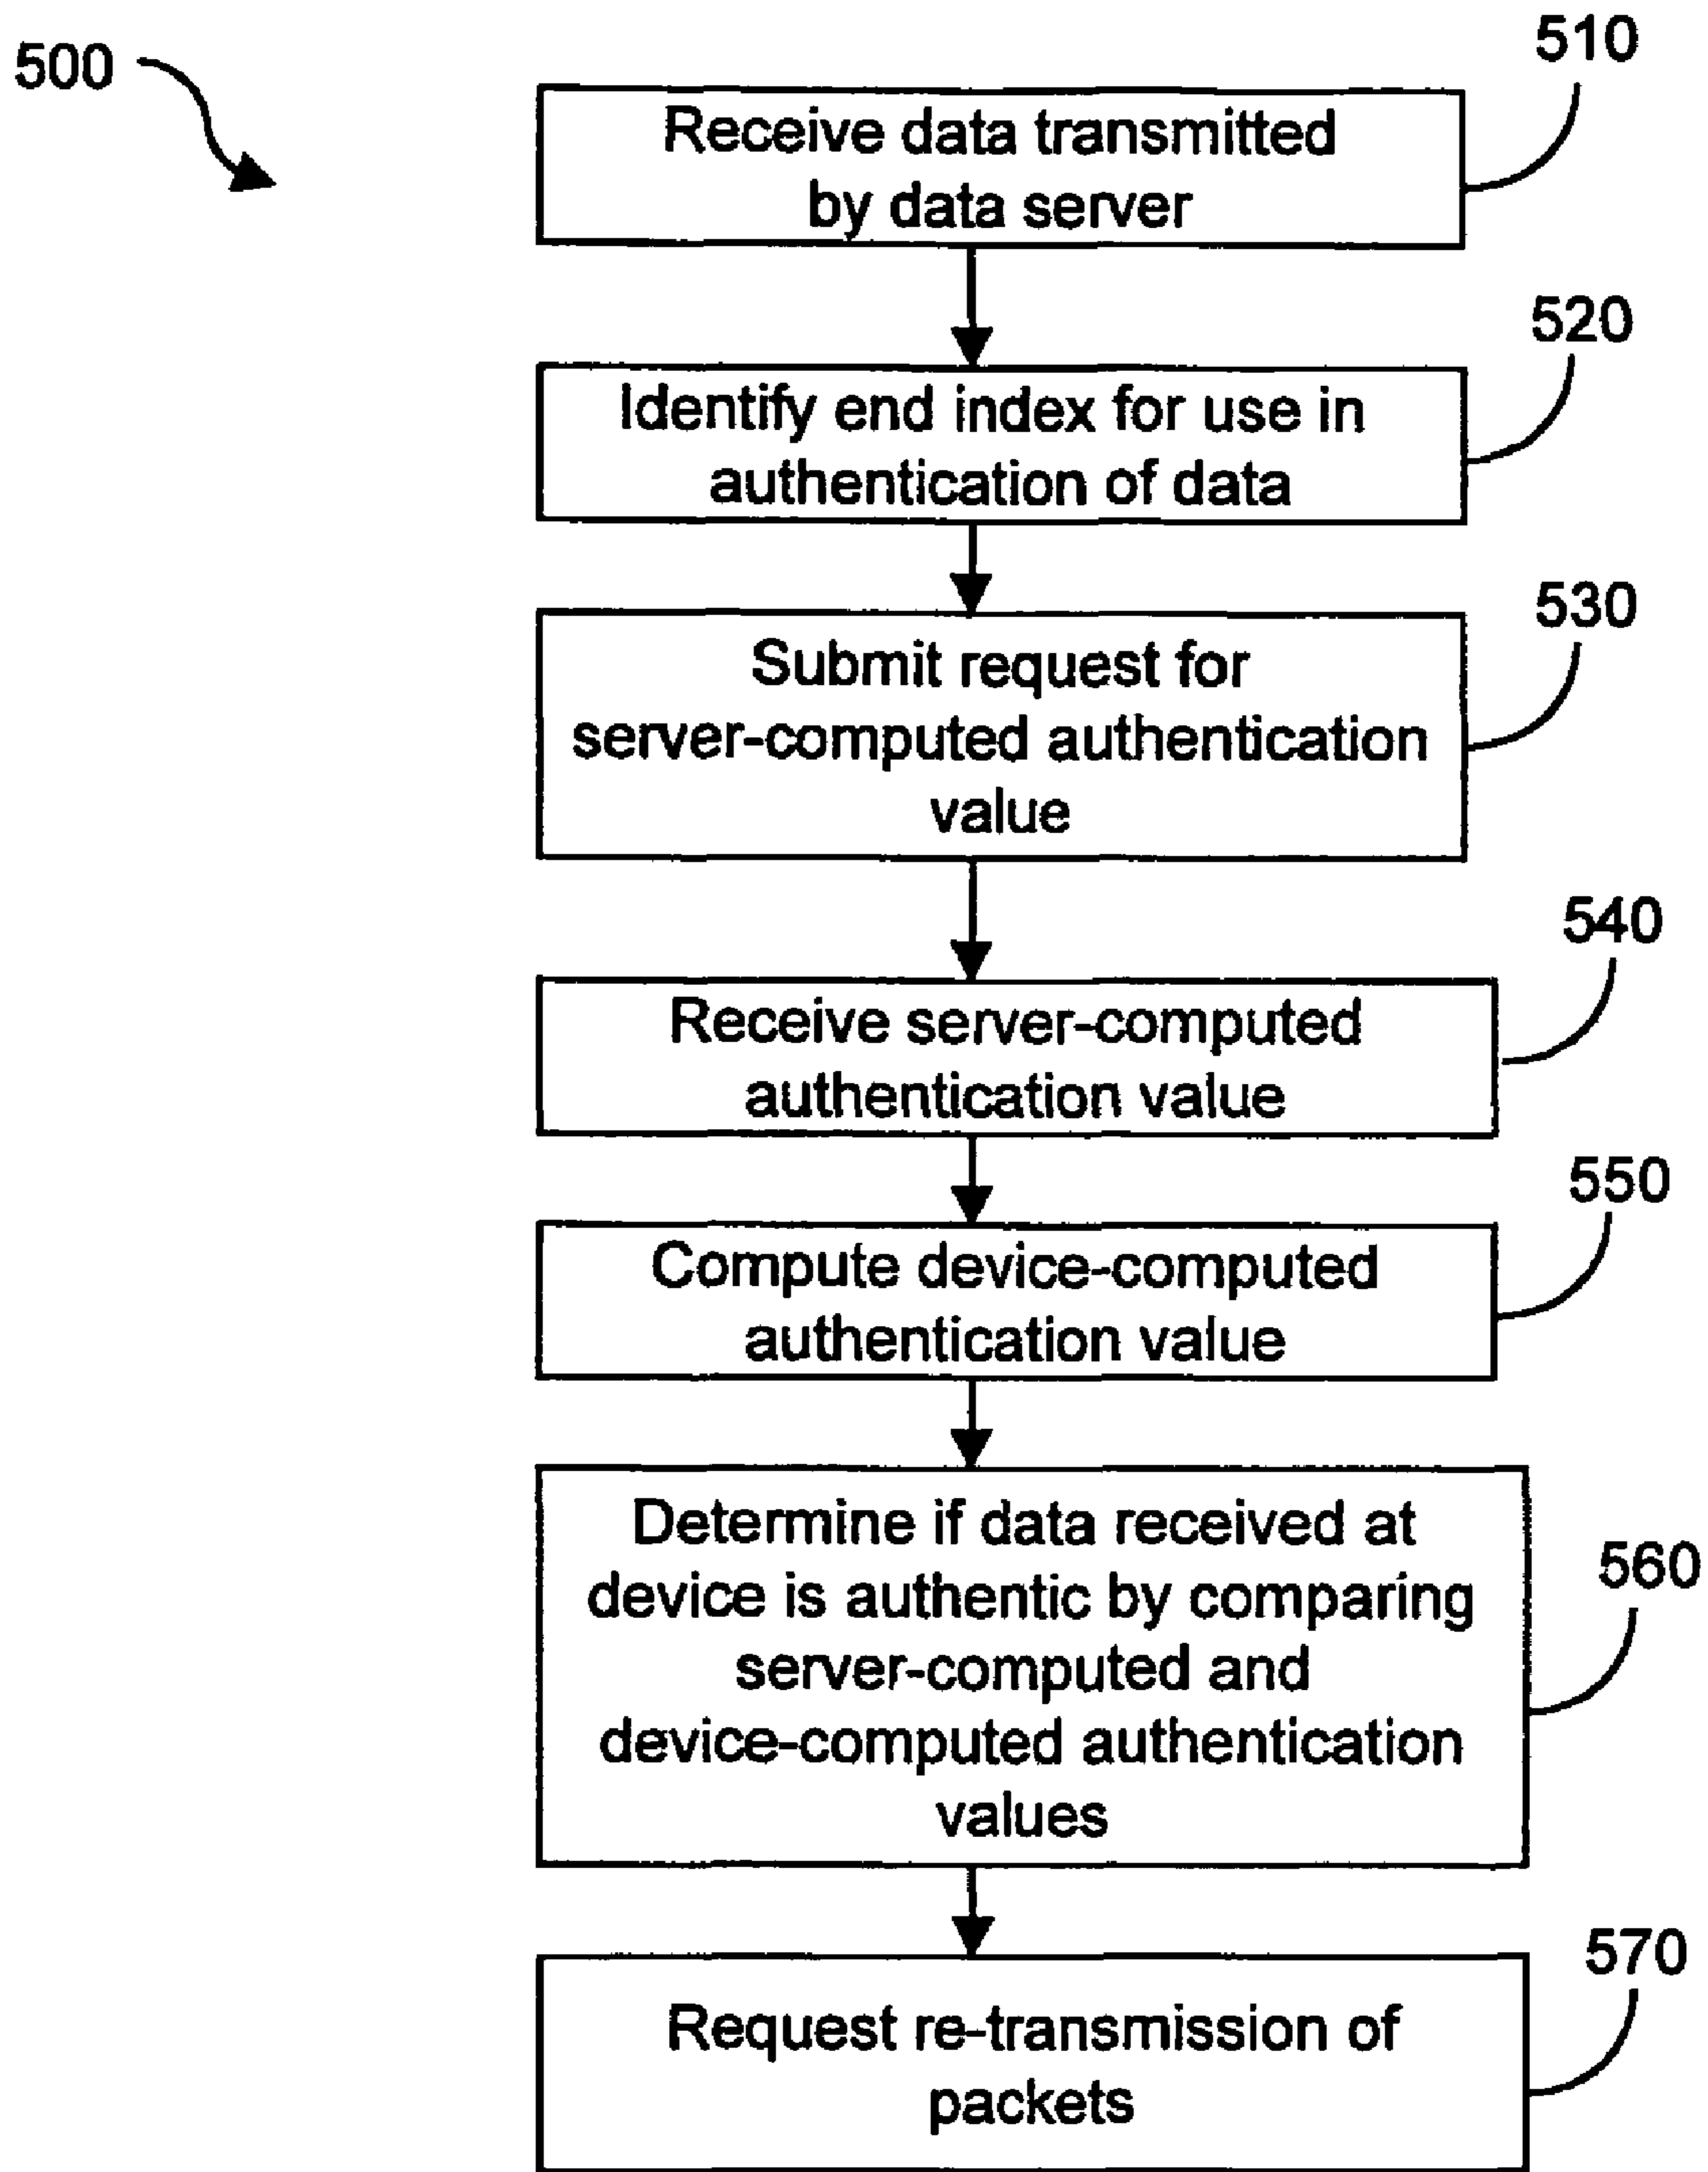 500
510
Receive data transmitted
by data server
520
Identify end index for use in
authentication of data
530
Submit request for
server-computed authentication
value
540
Receive server-computed
authentication value
550
Compute device-computed
authentication value
560
Determine if data received at
device is authentic by comparing
server-computed and
device-computed authentication
values
570
Request re-transmission of
packets